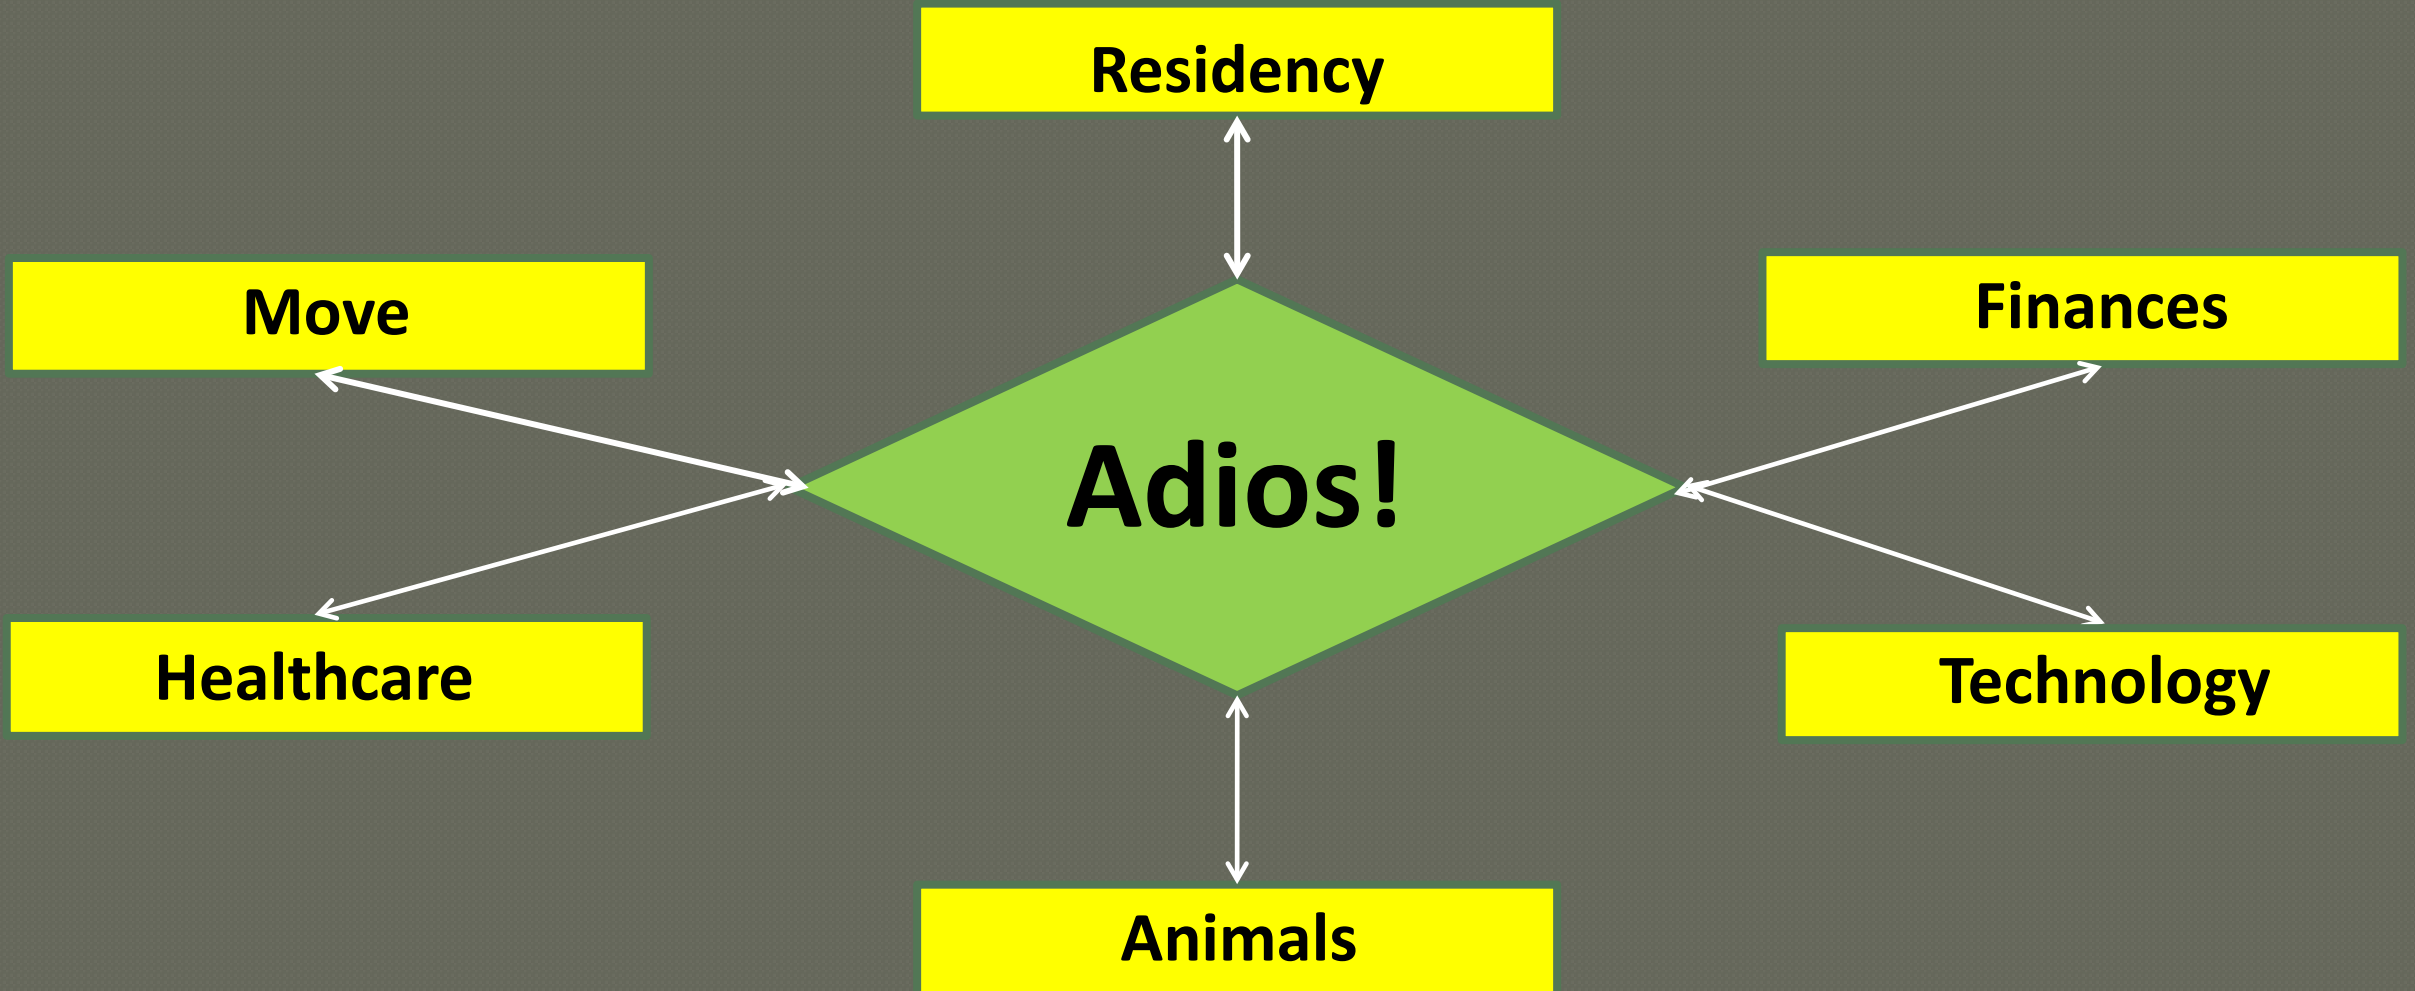 Residency
Move
Finances
Adios!
Healthcare
Technology
Animals